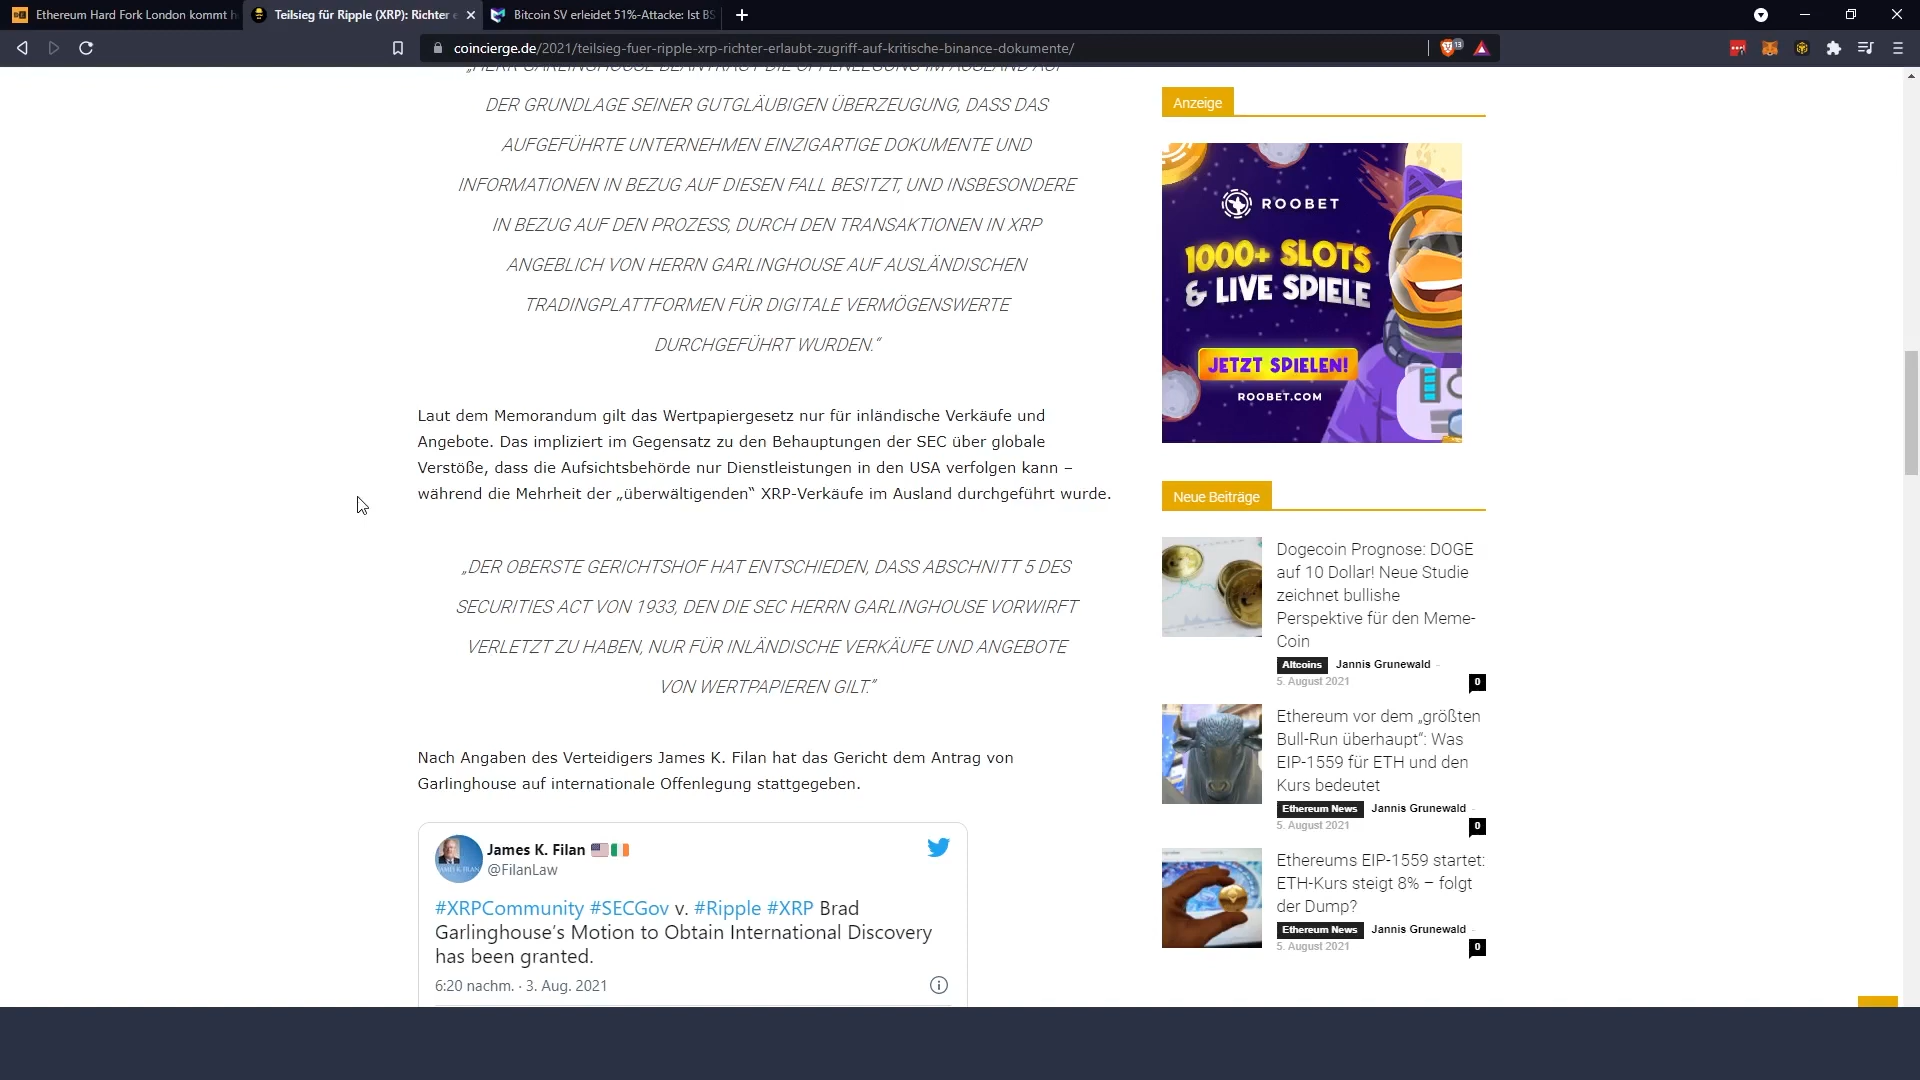 Ethereum Hard Fork London kommt h
Teilsieg für Ripple (XRP): Richter e
Bitcoin SV erleidet 51%-Attacke: Ist BS
coincierge.de/2021/teilsieg-fuer-ripple-xrp-richter-erlaubt-zugriff-auf-kritische-binance-dokumente/
13
„HERR GARLINGHOUSE BEANTRAGT DIE OFFENLEGUNG IM AUSLAND AUF
DER GRUNDLAGE SEINER GUTGLÄUBIGEN ÜBERZEUGUNG, DASS DAS
AUFGEFÜHRTE UNTERNEHMEN EINZIGARTIGE DOKUMENTE UND
INFORMATIONEN IN BEZUG AUF DIESEN FALL BESITZT, UND INSBESONDERE
IN BEZUG AUF DEN PROZESS, DURCH DEN TRANSAKTIONEN IN XRP
ANGEBLICH VON HERRN GARLINGHOUSE AUF AUSLÄNDISCHEN
TRADINGPLATTFORMEN FÜR DIGITALE VERMÖGENSWERTE
DURCHGEFÜHRT WURDEN.“
Laut dem Memorandum gilt das Wertpapiergesetz nur für inländische Verkäufe und
Angebote. Das impliziert im Gegensatz zu den Behauptungen der SEC über globale
Verstöße, dass die Aufsichtsbehörde nur Dienstleistungen in den USA verfolgen kann –
während die Mehrheit der „überwältigenden“ XRP-Verkäufe im Ausland durchgeführt wurde.
„DER OBERSTE GERICHTSHOF HAT ENTSCHIEDEN, DASS ABSCHNITT 5 DES
SECURITIES ACT VON 1933, DEN DIE SEC HERRN GARLINGHOUSE VORWIRFT
VERLETZT ZU HABEN, NUR FÜR INLÄNDISCHE VERKÄUFE UND ANGEBOTE
VON WERTPAPIEREN GILT.”
Nach Angaben des Verteidigers James K. Filan hat das Gericht dem Antrag von
Garlinghouse auf internationale Offenlegung stattgegeben.
James K. Filan
@FilanLaw
#XRPCommunity #SECGov v. #Ripple #XRP Brad
Garlinghouse’s Motion to Obtain International Discovery
has been granted.
6:20 nachm. · 3. Aug. 2021
Anzeige
ROOBET
1000+ SLOTS
& LIVE SPIELE
JETZT SPIELEN!
ROOBET.COM
Neue Beiträge
Dogecoin Prognose: DOGE
auf 10 Dollar! Neue Studie
zeichnet bullishe
Perspektive für den Meme-
Coin
Altcoins Jannis Grunewald -
5. August 2021 0
Ethereum vor dem „größten
Bull-Run überhaupt“: Was
EIP-1559 für ETH und den
Kurs bedeutet
Ethereum News Jannis Grunewald -
5. August 2021 0
Ethereums EIP-1559 startet:
ETH-Kurs steigt 8% – folgt
der Dump?
Ethereum News Jannis Grunewald -
5. August 2021 0